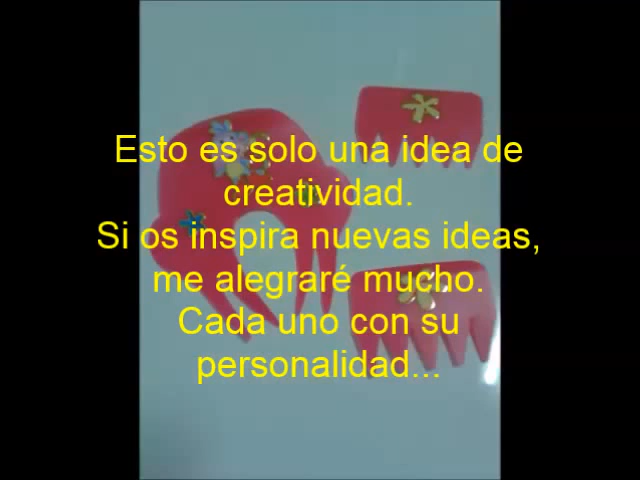 Esto es solo una idea de
creatividad.
Si os inspira nuevas ideas,
me alegraré mucho.
Cada uno con su
personalidad...